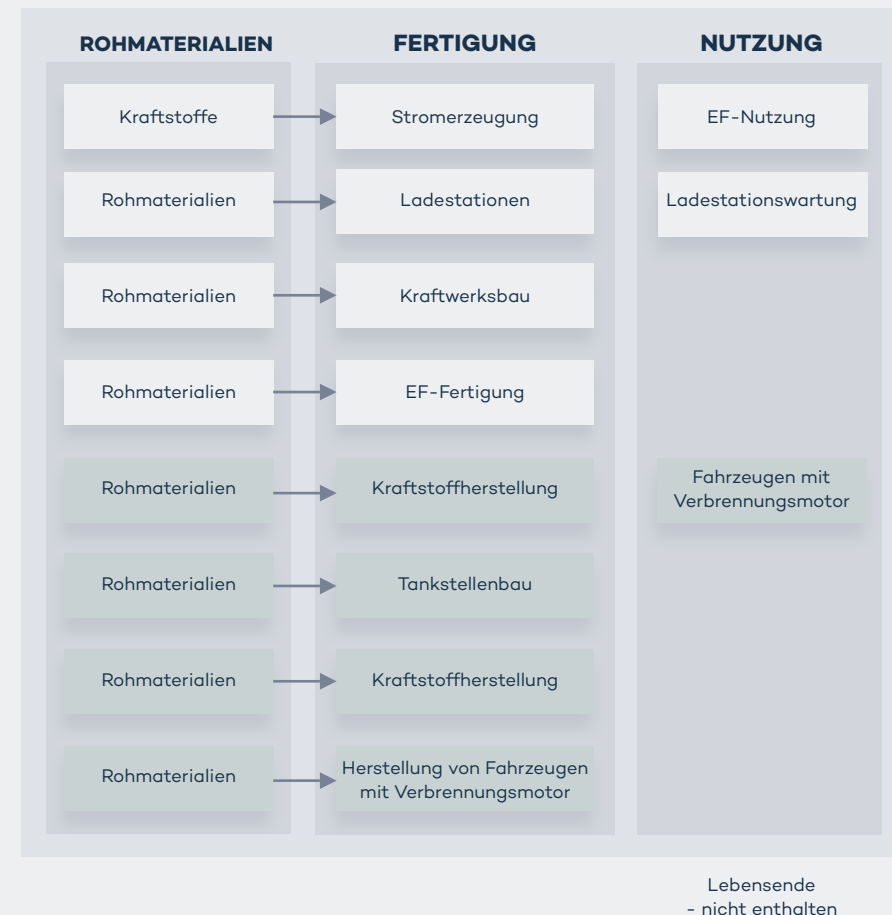 ROHMATERIALIEN
FERTIGUNG
NUTZUNG
Kraftstoffe
Stromerzeugung
EF-Nutzung
Rohmaterialien
Ladestationen
Ladestationswartung
Rohmaterialien
Kraftwerksbau
Rohmaterialien
EF-Fertigung
Rohmaterialien
Kraftstoffherstellung
Fahrzeugen mit
Verbrennungsmotor
Rohmaterialien
Tankstellenbau
Rohmaterialien
Kraftstoffherstellung
Rohmaterialien
Herstellung von Fahrzeugen
mit Verbrennungsmotor
Lebensende
- nicht enthalten